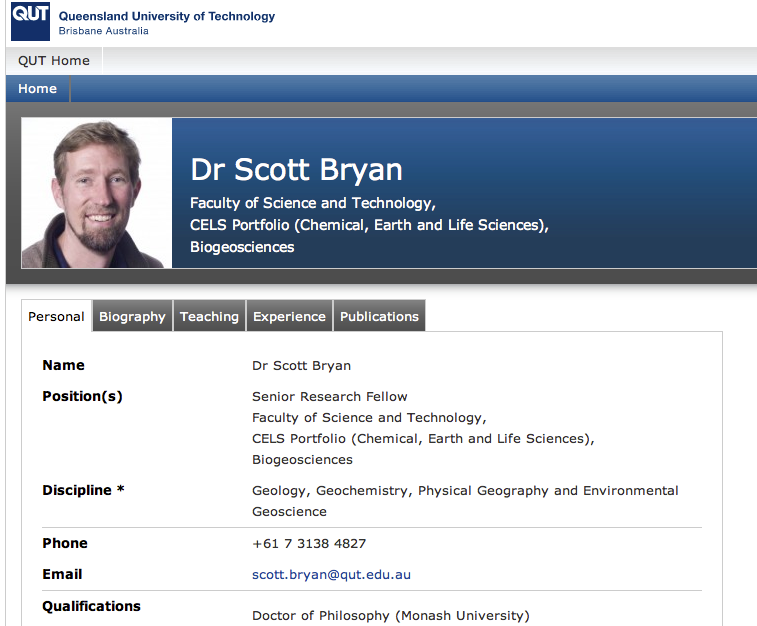 QUT
Queensland University of Technology
Brisbane Australia
QUT Home
Home
Dr Scott Bryan
Faculty of Science and Technology,
CELS Portfolio (Chemical, Earth and Life Sciences),
Biogeosciences
Personal Biography Teaching Experience Publications
Name Dr Scott Bryan
Position(s) Senior Research Fellow
Faculty of Science and Technology,
CELS Portfolio (Chemical, Earth and Life Sciences),
Biogeosciences
Discipline * Geology, Geochemistry, Physical Geography and Environmental
Geoscience
Phone +61 7 3138 4827
Email scott.bryan@qut.edu.au
Qualifications
Doctor of Philosophy (Monash University)